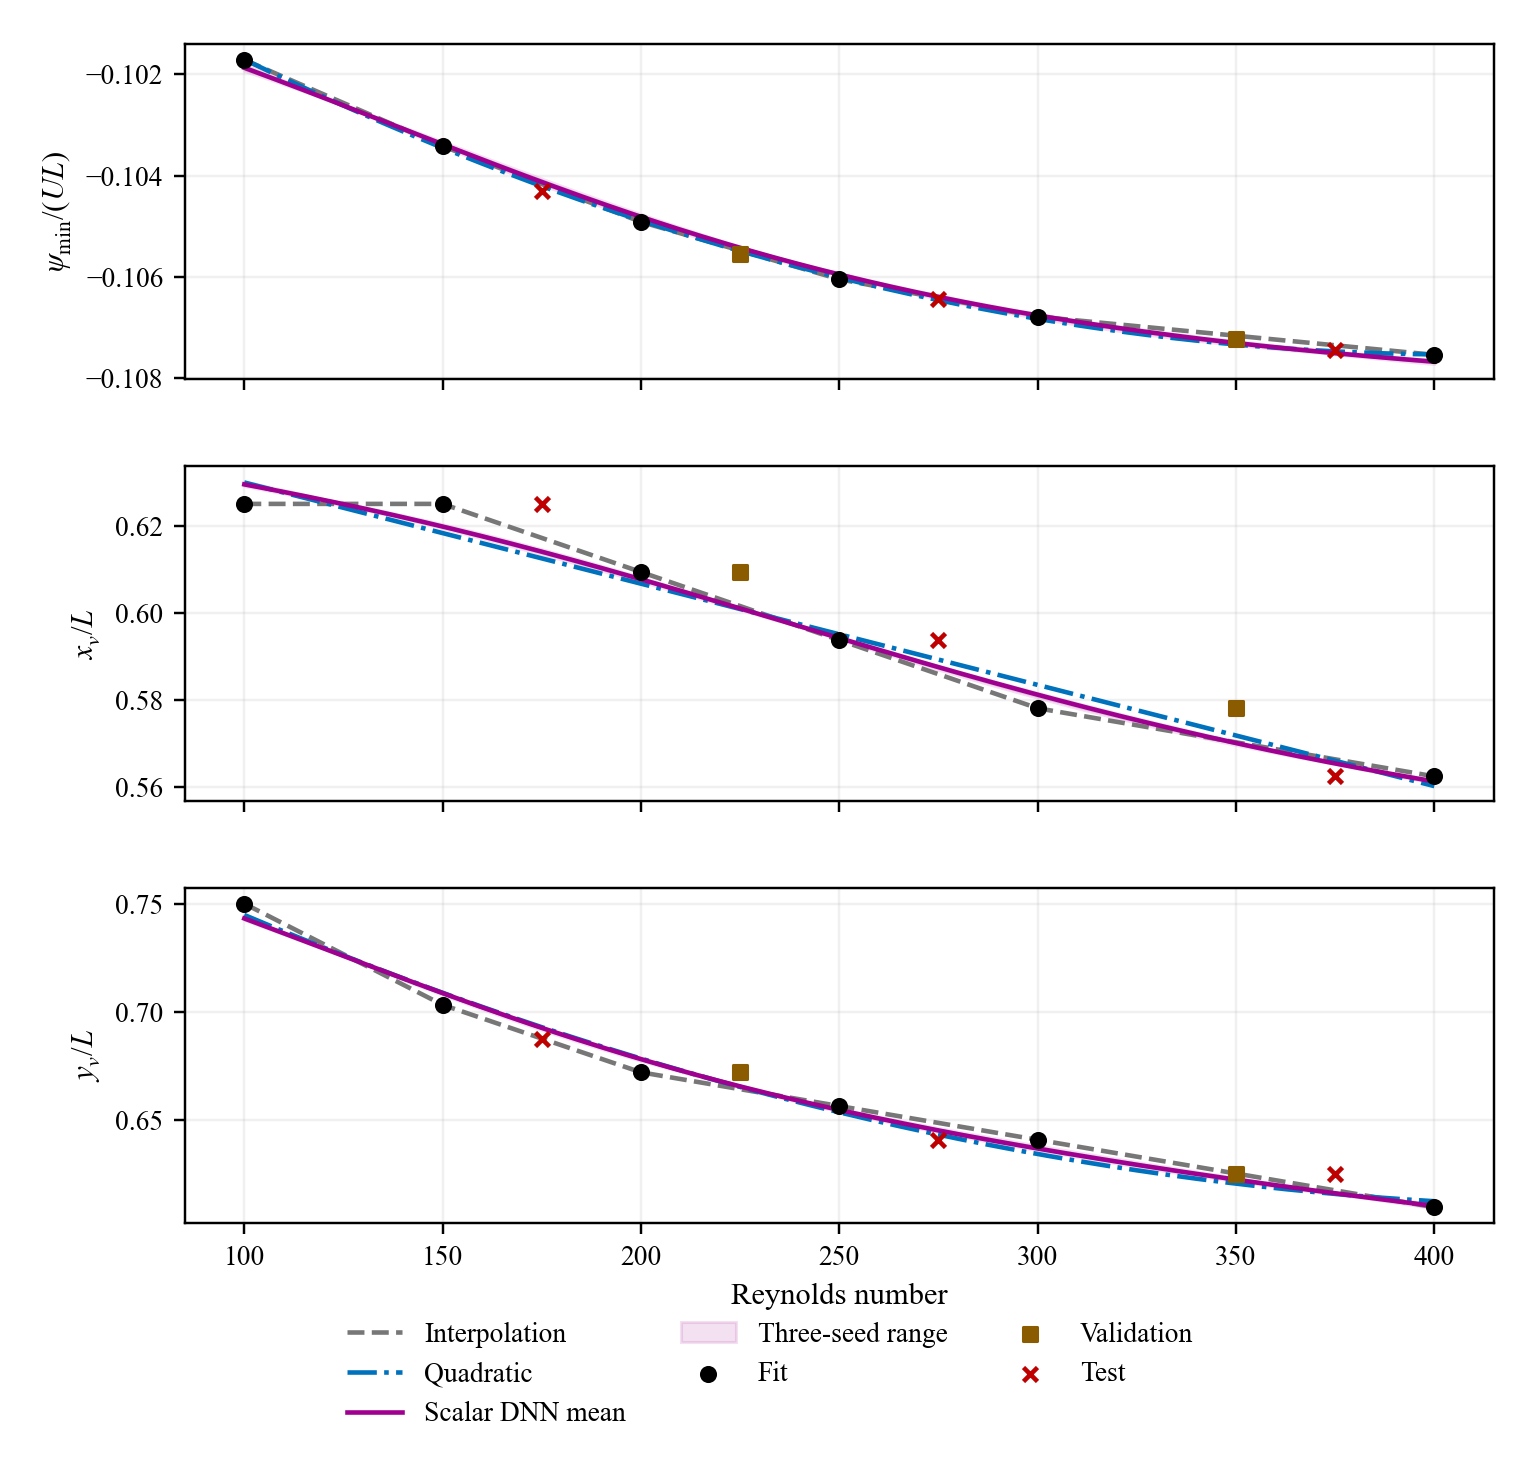 −0.102
−0.104
−0.106
−0.108
ψmin/(UL)
0.62
0.60
0.58
0.56
xv/L
0.75
0.70
0.65
yv/L
100 150 200 250 300 350 400
Reynolds number
Interpolation Three-seed range Validation
Quadratic Fit Test
Scalar DNN mean